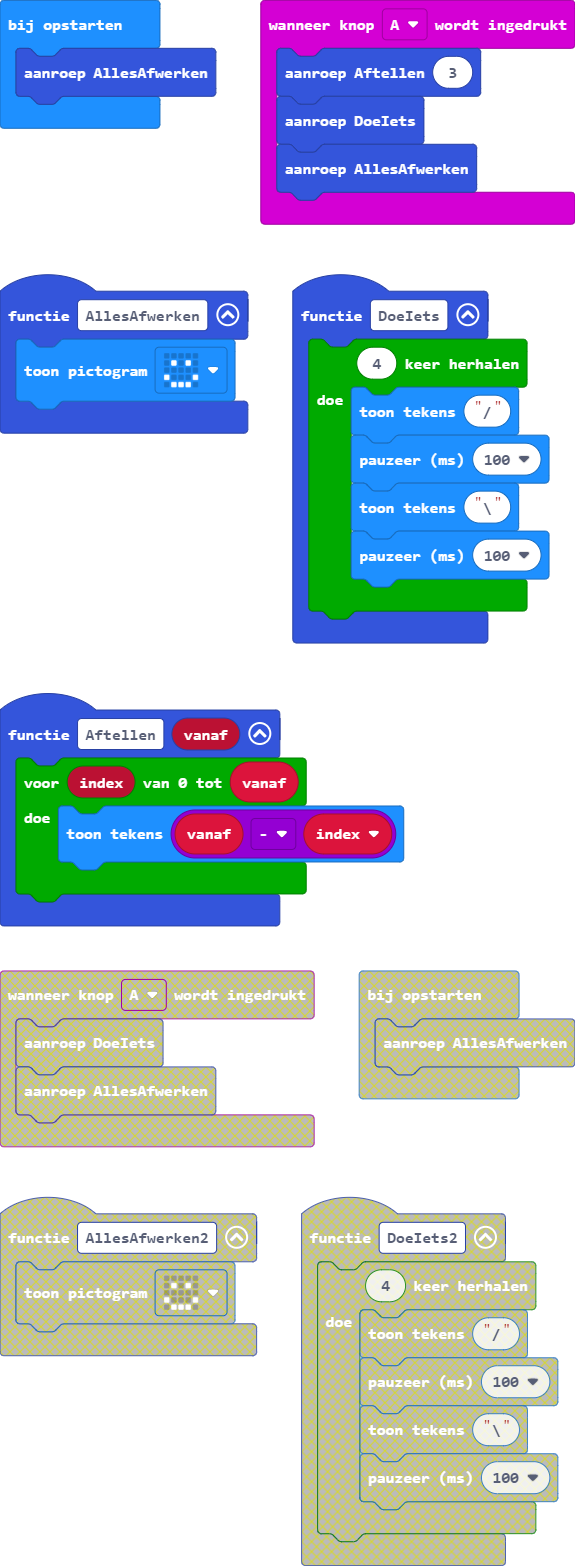 bij opstarten
aanroep AllesAfwerken
wanneer knop A wordt ingedrukt
aanroep Aftellen 3
aanroep DoeIets
aanroep AllesAfwerken
functie AllesAfwerken
toon pictogram
functie DoeIets
4 keer herhalen
doe
toon tekens "/"
pauzeer (ms) 100
toon tekens "\"
pauzeer (ms) 100
functie Aftellen vanaf
voor index van 0 tot vanaf
doe
toon tekens vanaf - index
wanneer knop A wordt ingedrukt
aanroep DoeIets
aanroep AllesAfwerken
bij opstarten
aanroep AllesAfwerken
functie AllesAfwerken2
toon pictogram
functie DoeIets2
4 keer herhalen
doe
toon tekens "/"
pauzeer (ms) 100
toon tekens "\"
pauzeer (ms) 100